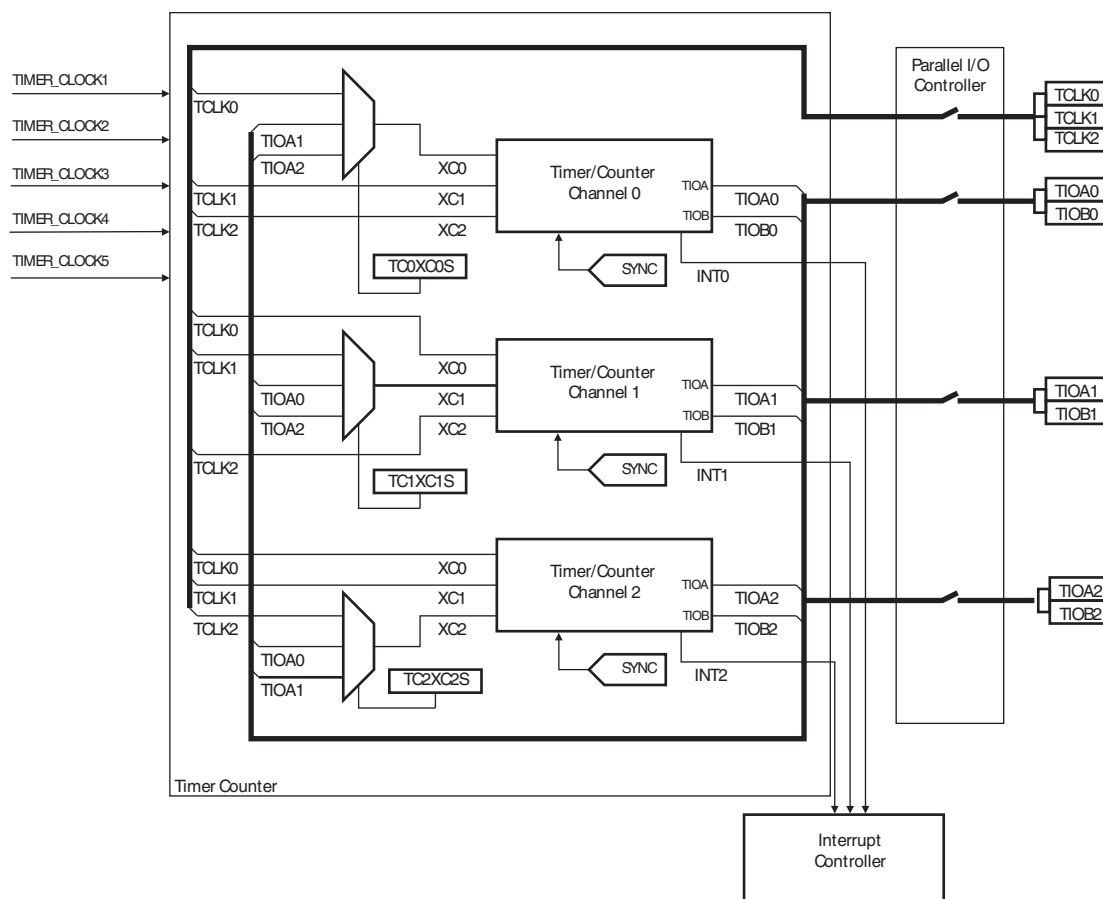 TIMER_CLOCK1
TIMER_CLOCK2
TIMER_CLOCK3
TIMER_CLOCK4
TIMER_CLOCK5
TCLK0
TIOA1
TIOA2
TCLK1
TCLK2
XC0
XC1
XC2
TC0XC0S
Timer/Counter
Channel 0
TIOA
TIOB
TIOA0
TIOB0
SYNC
INT0
TCLK0
TCLK1
TIOA0
TIOA2
TCLK2
XC0
XC1
XC2
TC1XC1S
Timer/Counter
Channel 1
TIOA
TIOB
TIOA1
TIOB1
SYNC
INT1
TCLK0
TCLK1
TCLK2
TIOA0
TIOA1
XC0
XC1
XC2
TC2XC2S
Timer/Counter
Channel 2
TIOA
TIOB
TIOA2
TIOB2
SYNC
INT2
Timer Counter
Parallel I/O
Controller
TCLK0
TCLK1
TCLK2
TIOA0
TIOB0
TIOA1
TIOB1
TIOA2
TIOB2
Interrupt
Controller